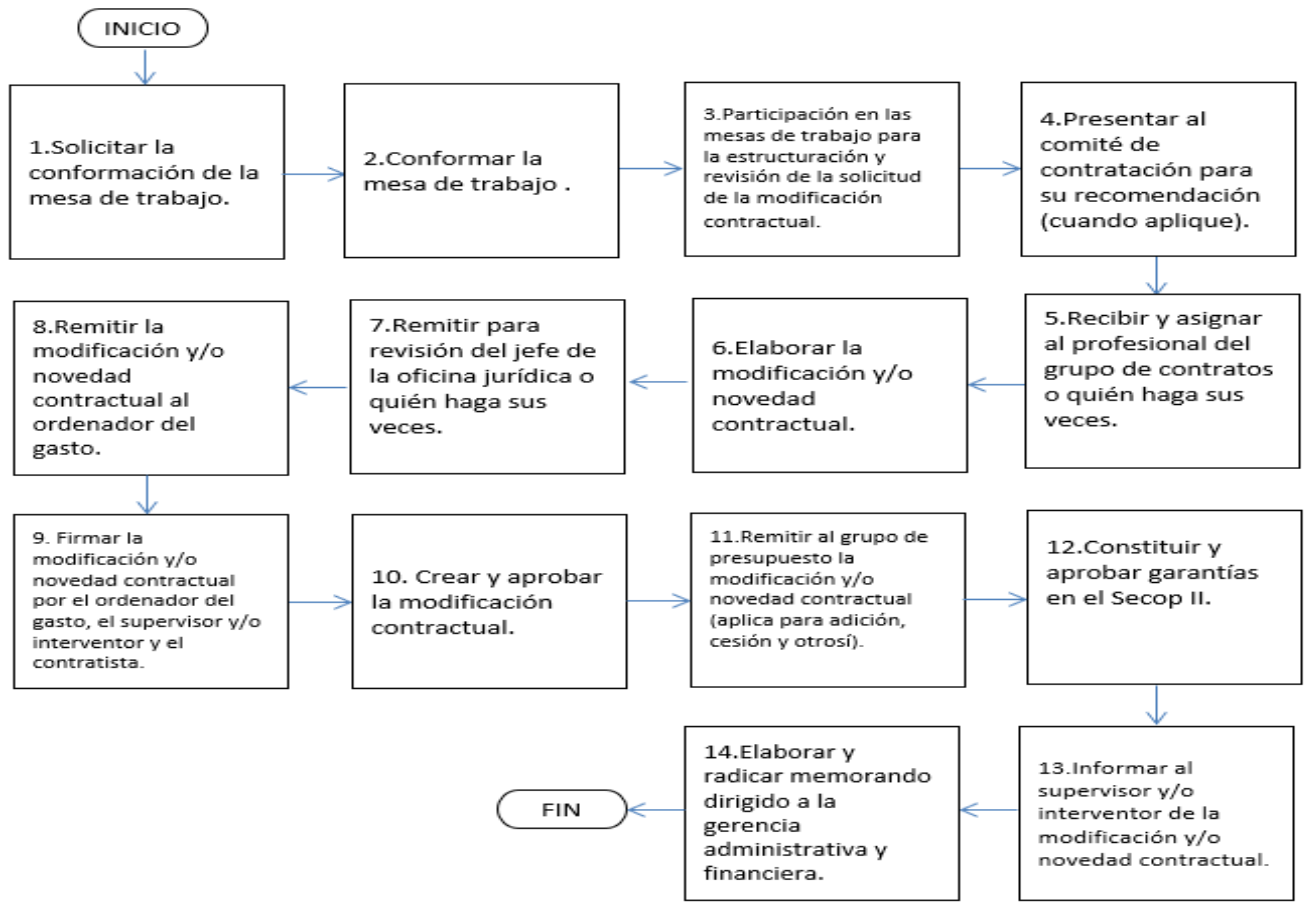 INICIO
1.Solicitar la
conformación de la
mesa de trabajo.
2.Conformar la
mesa de trabajo .
3.Participación en las
mesas de trabajo para
la estructuración y
revisión de la solicitud
de la modificación
contractual.
4.Presentar al
comité de
contratación para
su recomendación
(cuando aplique).
5.Recibir y asignar
al profesional del
grupo de contratos
o quién haga sus
veces.
6.Elaborar la
modificación y/o
novedad
contractual.
7.Remitir para
revisión del jefe de
la oficina jurídica o
quién haga sus
veces.
8.Remitir la
modificación y/o
novedad
contractual al
ordenador del
gasto.
9. Firmar la
modificación y/o
novedad contractual
por el ordenador del
gasto, el supervisor y/o
interventor y el
contratista.
10. Crear y aprobar
la modificación
contractual.
11.Remitir al grupo de
presupuesto la
modificación y/o
novedad contractual
(aplica para adición,
cesión y otrosí).
12.Constituir y
aprobar garantías
en el Secop II.
13.Informar al
supervisor y/o
interventor de la
modificación y/o
novedad contractual.
14.Elaborar y
radicar memorando
dirigido a la
gerencia
administrativa y
financiera.
FIN